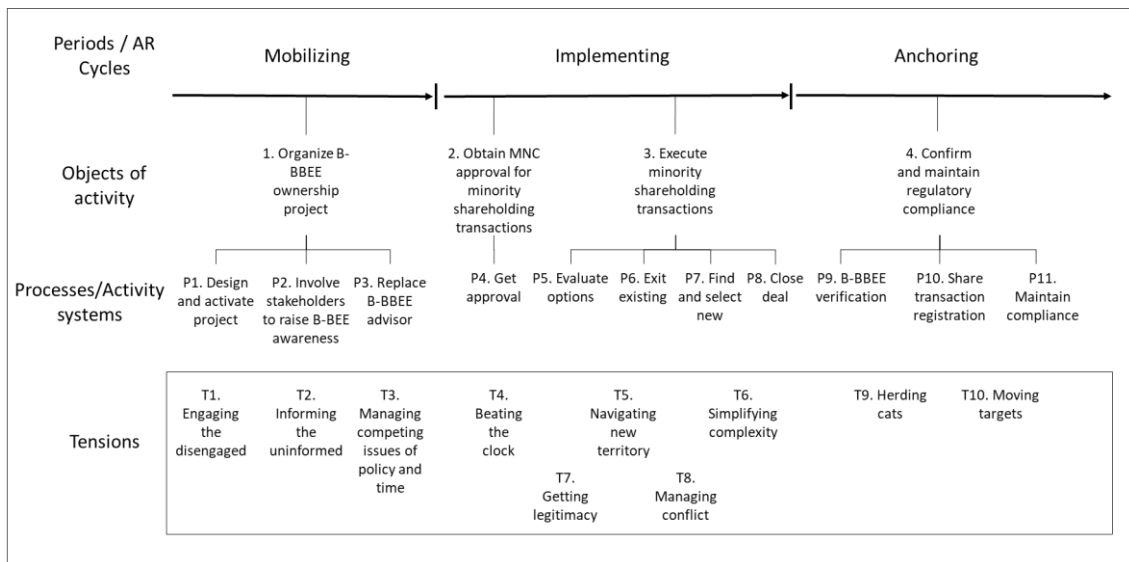 Periods / AR
Cycles
Mobilizing
Implementing
Anchoring
Objects of
activity
1. Organize B-
BBEE
ownership
project
2. Obtain MNC
approval for
minority
shareholding
transactions
3. Execute
minority
shareholding
transactions
4. Confirm
and maintain
regulatory
compliance
Processes/Activity
systems
P1. Design
and activate
project
P2. Involve
stakeholders
to raise B-BEE
awareness
P3. Replace
B-BBEE
advisor
P4. Get
approval
P5. Evaluate
options
P6. Exit
existing
P7. Find
and select
new
P8. Close
deal
P9. B-BBEE
verification
P10. Share
transaction
registration
P11.
Maintain
compliance
Tensions
T1.
Engaging
the
disengaged
T2.
Informing
the
uninformed
T3.
Managing
competing
issues of
policy and
time
T4.
Beating
the
clock
T5.
Navigating
new
territory
T6.
Simplifying
complexity
T7.
Getting
legitimacy
T8.
Managing
conflict
T9. Herding
cats
T10. Moving
targets